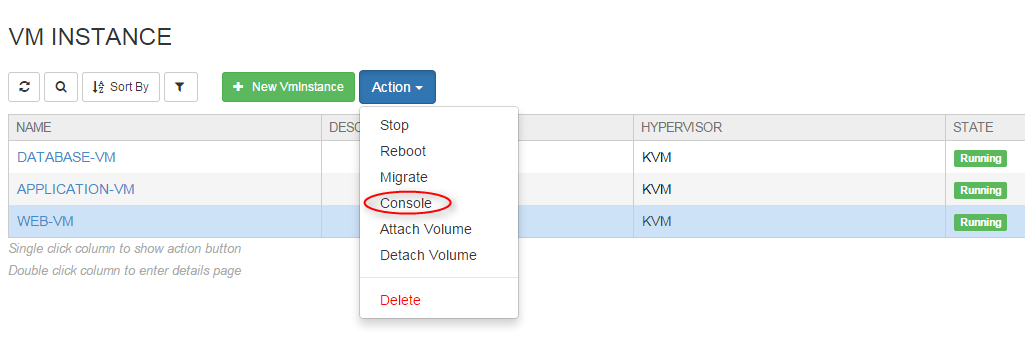 VM INSTANCE
Sort By
New VmInstance
Action
NAME DESC HYPERVISOR STATE
Stop
DATABASE-VM KVM Running
Reboot
Migrate
APPLICATION-VM KVM Running
Console
WEB-VM KVM Running
Attach Volume
Single click column to show action button
Detach Volume
Double click column to enter details page
Delete